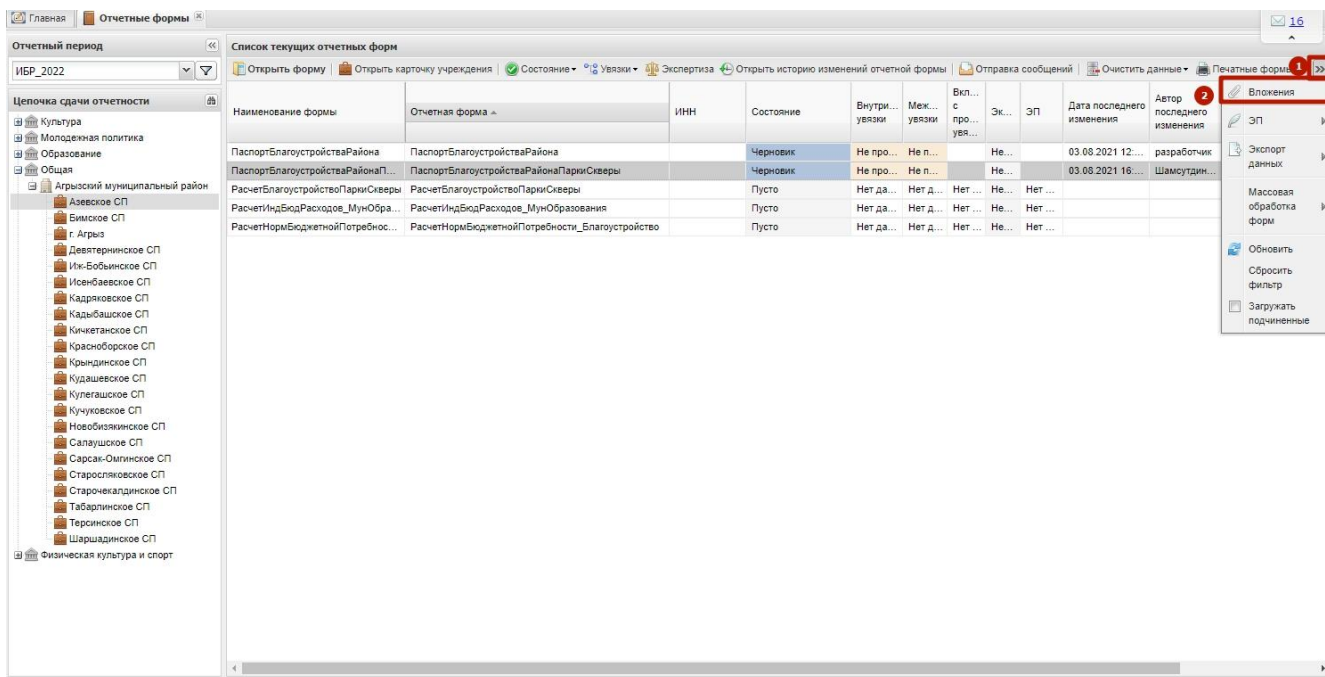 Главная Отчетные формы
16
Отчетный период
Список текущих отчетных форм
ИБР_2022
Открыть форму Открыть карточку учреждения Состояние Увязки Экспертиза Открыть историю изменений отчетной формы Отправка сообщений Очистить данные Печатные формы 1 »
Цепочка сдачи отчетности
Культура
Молодежная политика
Образование
Общая
Агрызский муниципальный район
Азевское СП
Бимское СП
г. Агрыз
Девятернинское СП
Иж-Бобьинское СП
Исенбаевское СП
Кадряковское СП
Кадыбашское СП
Кичкетанское СП
Красноборское СП
Крындинское СП
Кудашевское СП
Кулегашское СП
Кучуковское СП
Новобизякинское СП
Салаушское СП
Сарсак-Омгинское СП
Старосляковское СП
Старочекалдинское СП
Табарлинское СП
Терсинское СП
Шаршадинское СП
Физическая культура и спорт
Наименование формы Отчетная форма ИНН Состояние Внутри... увязки Меж... увязки Вкл... с про... увя... Эк... ЭП Дата последнего изменения Автор последнего изменения
ПаспортБлагоустройстваРайона ПаспортБлагоустройстваРайона Черновик Не про... Не п... Не... 03.08.2021 12:... разработчик
ПаспортБлагоустройстваРайонаП... ПаспортБлагоустройстваРайонаПаркиСкверы Черновик Не про... Не п... Не... 03.08.2021 16:... Шамсутдин...
РасчетБлагоустройствоПаркиСкверы РасчетБлагоустройствоПаркиСкверы Пусто Нет да... Нет д... Нет ... Не... Нет ...
РасчетИндБюдРасходов_МунОбра... РасчетИндБюдРасходов_МунОбразования Пусто Нет да... Нет д... Нет ... Не... Нет ...
РасчетНормБюджетнойПотребнос... РасчетНормБюджетнойПотребности_Благоустройство Пусто Нет да... Нет д... Нет ... Не... Нет ...
2
Вложения
ЭП
Экспорт
данных
Массовая
обработка
форм
Обновить
Сбросить
фильтр
Загружать
подчиненные